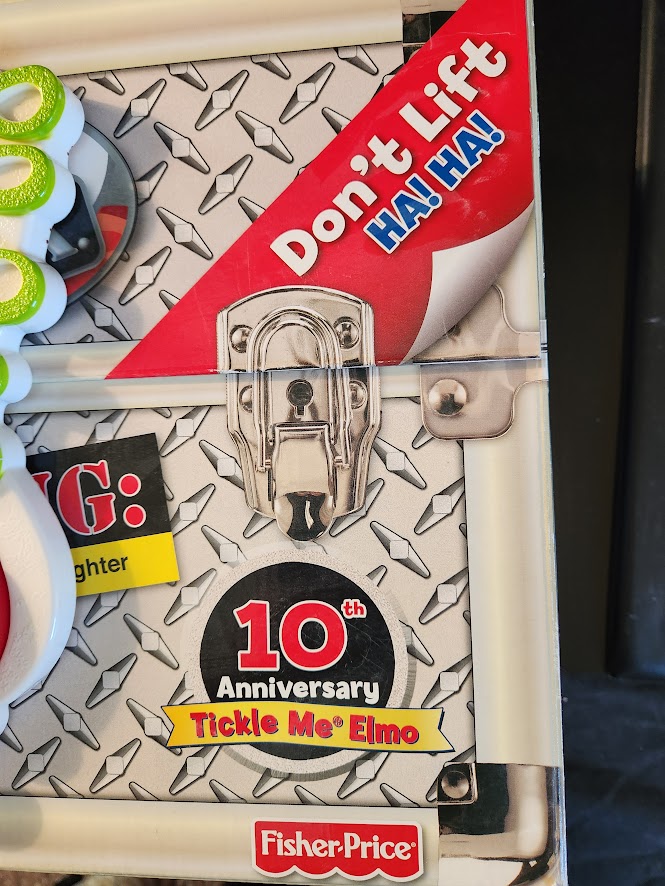 Don't Lift
HA! HA!
G:
ghter
10th
Anniversary
Tickle Me® Elmo
Fisher-Price®